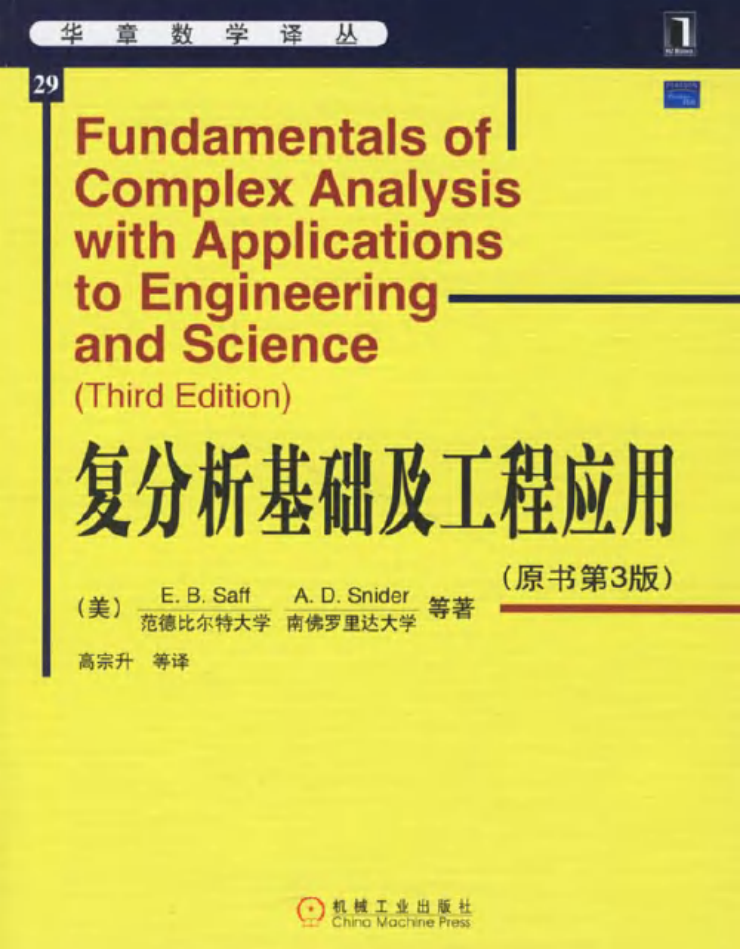 华章数学译丛
29
Fundamentals of
Complex Analysis
with Applications
to Engineering
and Science
(Third Edition)
复分析基础及工程应用
(原书第3版)
(美) E. B. Saff A. D. Snider 等著
范德比尔特大学 南佛罗里达大学
高宗升 等译
机械工业出版社
China Machine Press